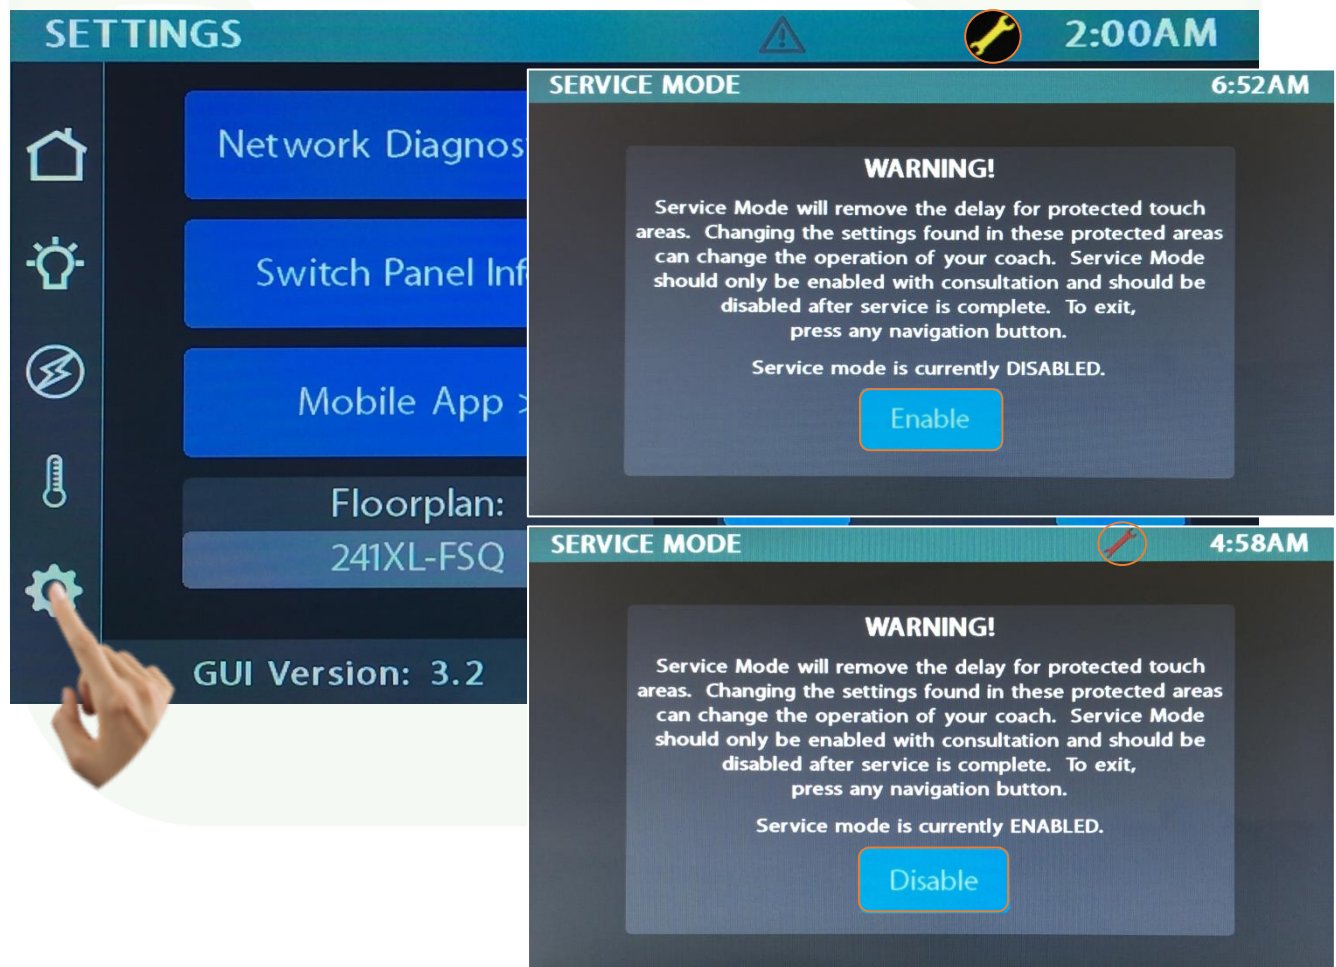 SETTINGS
2:00AM
Network Diagnos
Switch Panel Inf
Mobile App >
Floorplan:
241XL-FSQ
GUI Version: 3.2
SERVICE MODE
6:52AM
WARNING!
Service Mode will remove the delay for protected touch
areas. Changing the settings found in these protected areas
can change the operation of your coach. Service Mode
should only be enabled with consultation and should be
disabled after service is complete. To exit,
press any navigation button.
Service mode is currently DISABLED.
Enable
SERVICE MODE
4:58AM
WARNING!
Service Mode will remove the delay for protected touch
areas. Changing the settings found in these protected areas
can change the operation of your coach. Service Mode
should only be enabled with consultation and should be
disabled after service is complete. To exit,
press any navigation button.
Service mode is currently ENABLED.
Disable